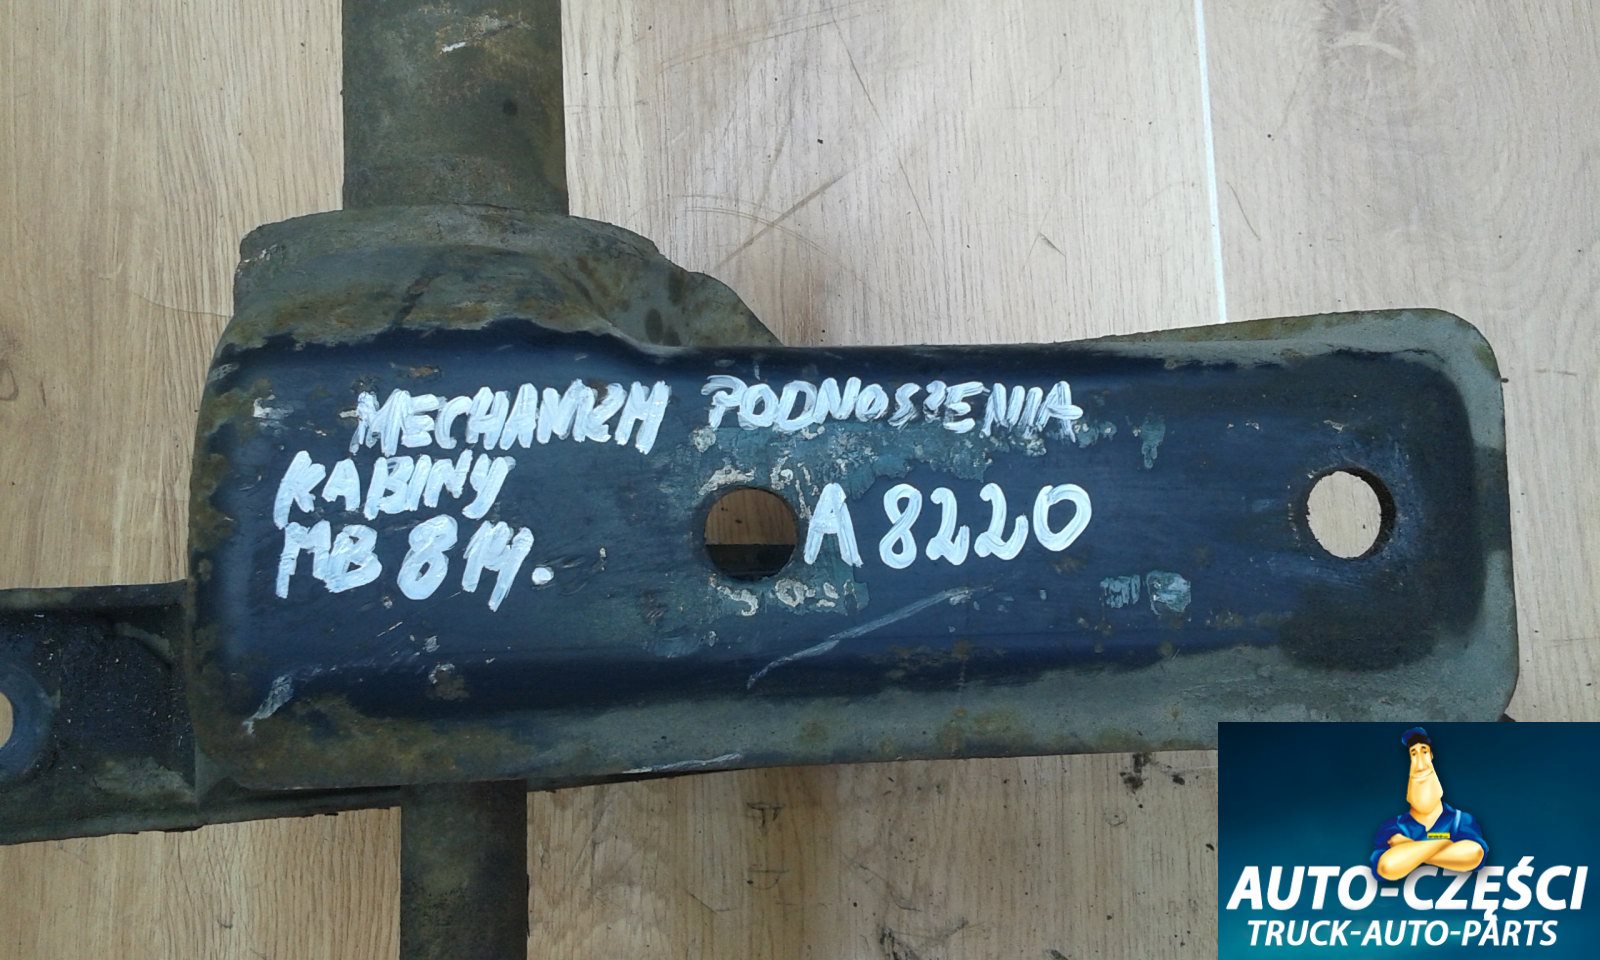 MECHANIZM PODNOSZENIA
KABINY
MB 814.
A 8220
AUTO-CZĘŚCI
TRUCK-AUTO-PARTS